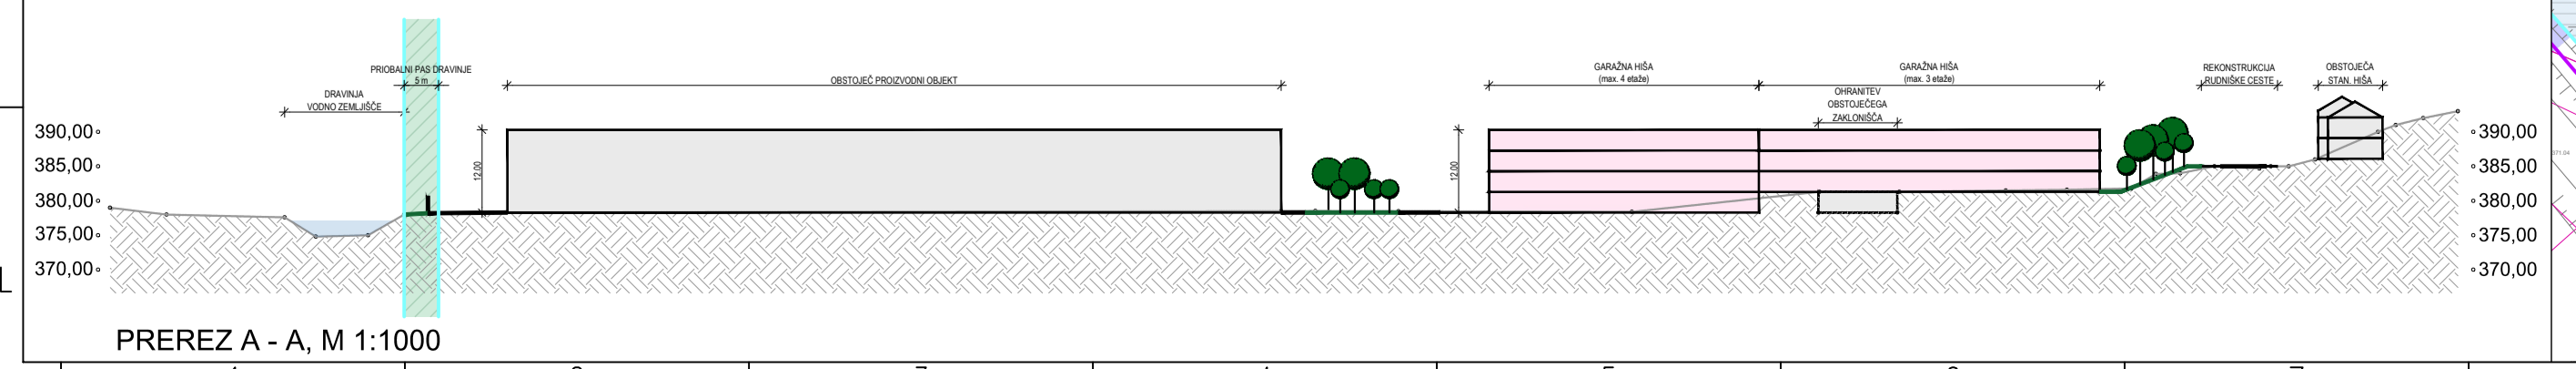 PRIOBALNI PAS DRAVINJE
5 m
DRAVINJA
VODNO ZEMLJIŠČE
OBSTOJEČ PROIZVODNI OBJEKT
GARAŽNA HIŠA
(max. 4 etaže)
GARAŽNA HIŠA
(max. 3 etaže)
OHRANITEV
OBSTOJEČEGA
ZAKLONIŠČA
REKONSTRUKCIJA
RUDNIŠKE CESTE
OBSTOJEČA
STAN. HIŠA
390,00
385,00
380,00
375,00
370,00
12.00
12.00
390,00
385,00
380,00
375,00
370,00
371.04
PREREZ A - A, M 1:1000